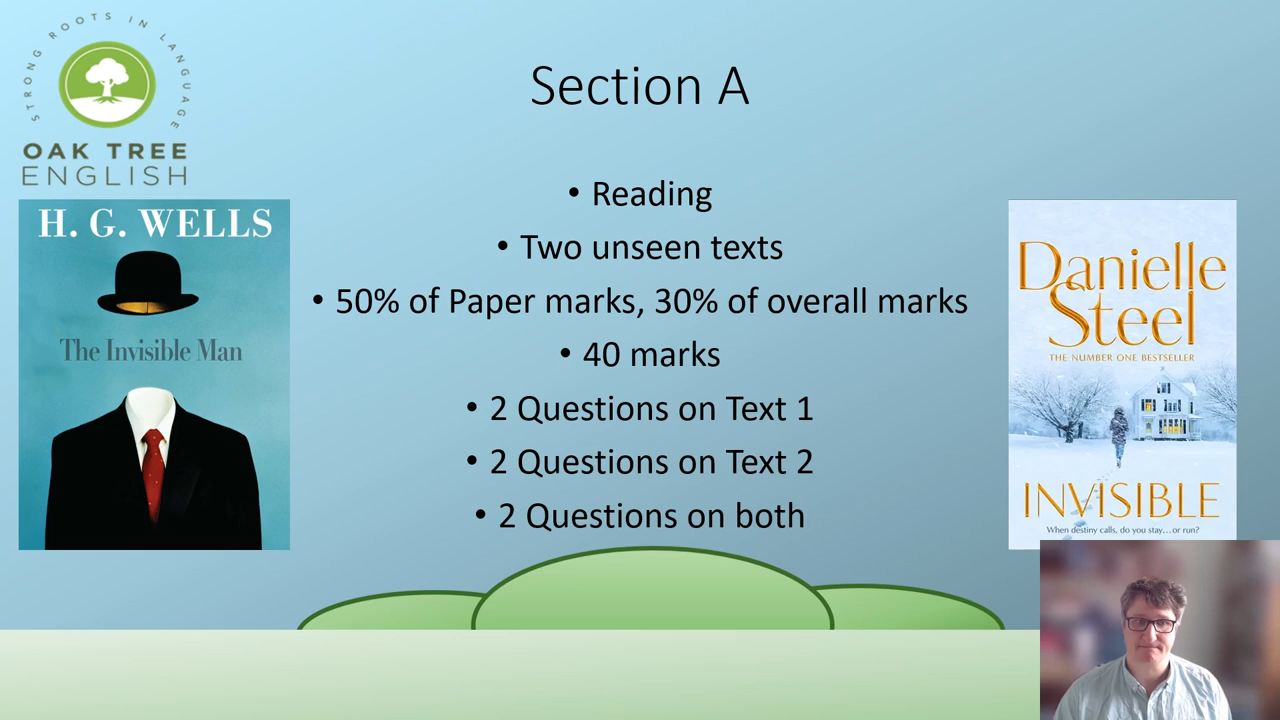 STRONG ROOTS IN LANGUAGE
OAK TREE
ENGLISH
Section A
H. G. WELLS
The Invisible Man
• Reading
• Two unseen texts
• 50% of Paper marks, 30% of overall marks
• 40 marks
• 2 Questions on Text 1
• 2 Questions on Text 2
• 2 Questions on both
Danielle
Steel
THE NUMBER ONE BESTSELLER
INVISIBLE
When destiny calls, do you stay...or run?